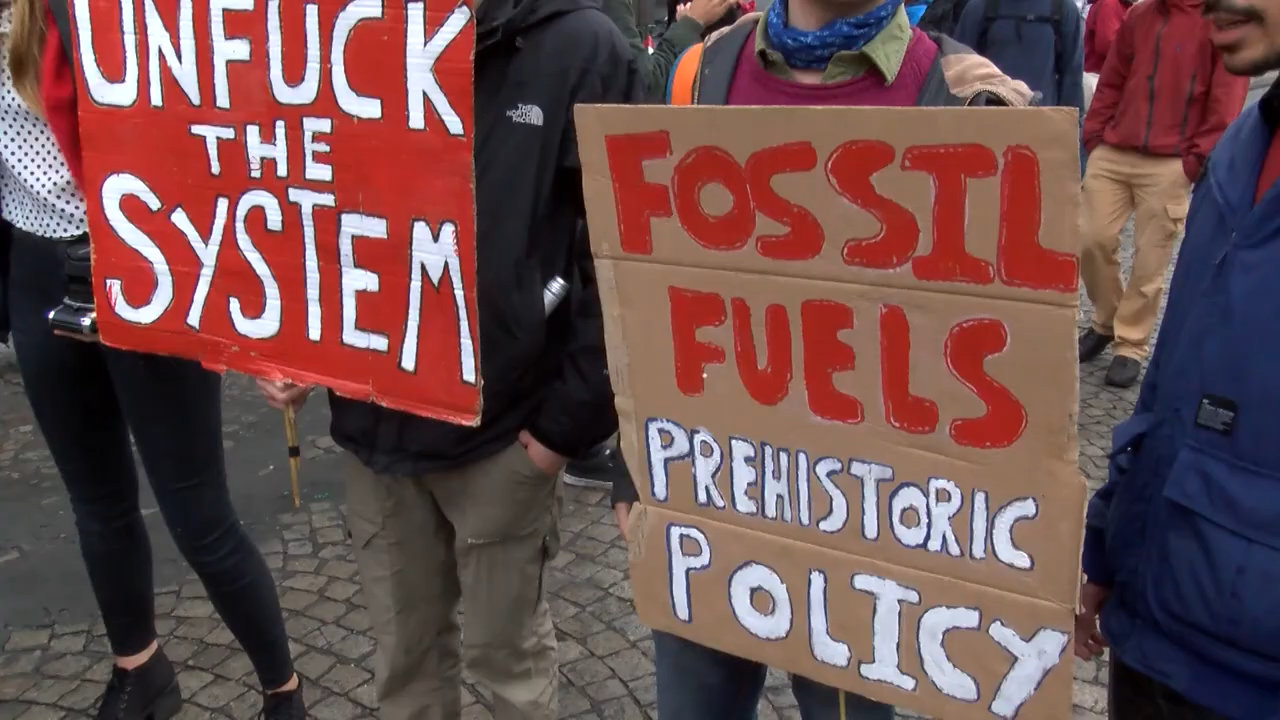 UNFUCK
THE
SYSTEM
THE
NORTH
FACE
FOSSIL
FUELS
PREHISTORIC
POLICY